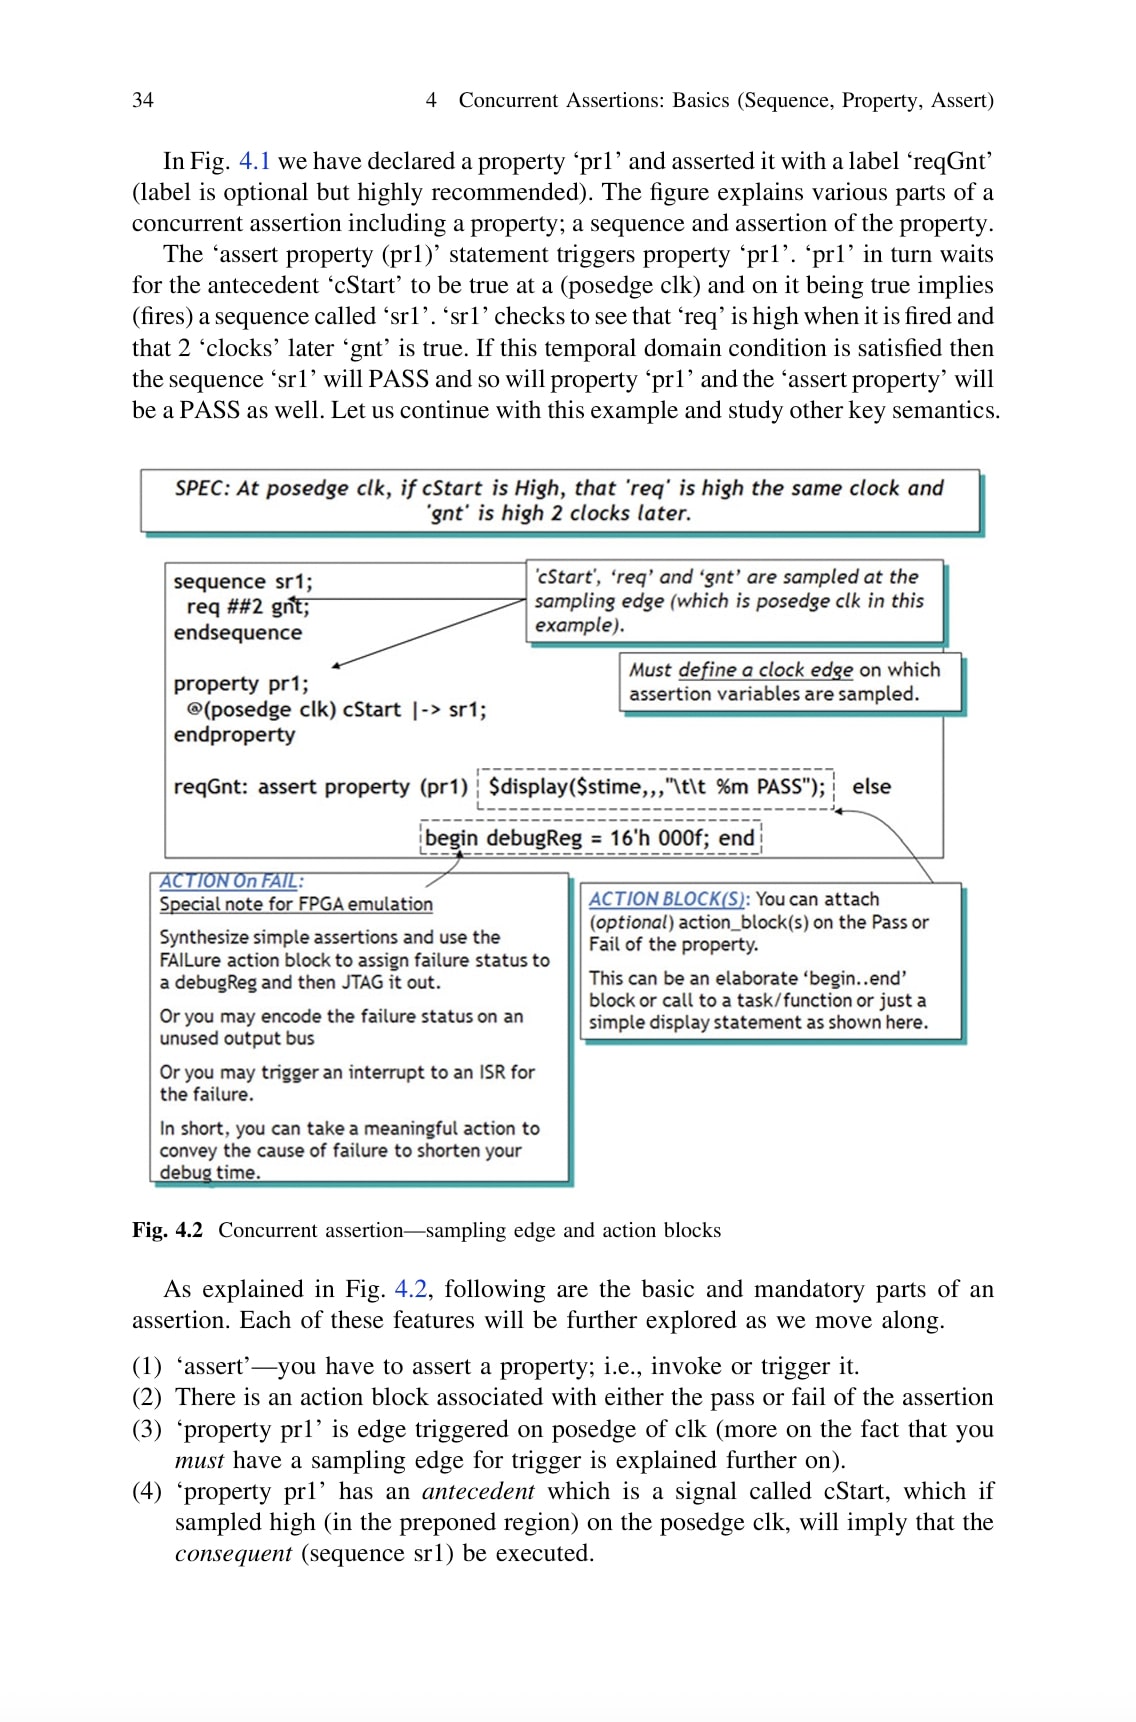 34
4 Concurrent Assertions: Basics (Sequence, Property, Assert)
In Fig. 4.1 we have declared a property ‘pr1’ and asserted it with a label ‘reqGnt’
(label is optional but highly recommended). The figure explains various parts of a
concurrent assertion including a property; a sequence and assertion of the property.
The ‘assert property (pr1)’ statement triggers property ‘pr1’. ‘pr1’ in turn waits
for the antecedent ‘cStart’ to be true at a (posedge clk) and on it being true implies
(fires) a sequence called ‘sr1’. ‘sr1’ checks to see that ‘req’ is high when it is fired and
that 2 ‘clocks’ later ‘gnt’ is true. If this temporal domain condition is satisfied then
the sequence ‘sr1’ will PASS and so will property ‘pr1’ and the ‘assert property’ will
be a PASS as well. Let us continue with this example and study other key semantics.
SPEC: At posedge clk, if cStart is High, that 'req' is high the same clock and
'gnt' is high 2 clocks later.
sequence sr1;
req ##2 gnt;
endsequence
'cStart', ‘req’ and ‘gnt’ are sampled at the
sampling edge (which is posedge clk in this
example).
Must define a clock edge on which
assertion variables are sampled.
property pr1;
@(posedge clk) cStart |-> sr1;
endproperty
reqGnt: assert property (pr1) $display($stime,,,"\t\t %m PASS"); else
begin debugReg = 16'h 000f; end
ACTION On FAIL:
Special note for FPGA emulation
Synthesize simple assertions and use the
FAILure action block to assign failure status to
a debugReg and then JTAG it out.
Or you may encode the failure status on an
unused output bus
Or you may trigger an interrupt to an ISR for
the failure.
In short, you can take a meaningful action to
convey the cause of failure to shorten your
debug time.
ACTION BLOCK(S): You can attach
(optional) action_block(s) on the Pass or
Fail of the property.
This can be an elaborate ‘begin..end’
block or call to a task/function or just a
simple display statement as shown here.
Fig. 4.2 Concurrent assertion—sampling edge and action blocks
As explained in Fig. 4.2, following are the basic and mandatory parts of an
assertion. Each of these features will be further explored as we move along.
(1) ‘assert’—you have to assert a property; i.e., invoke or trigger it.
(2) There is an action block associated with either the pass or fail of the assertion
(3) ‘property pr1’ is edge triggered on posedge of clk (more on the fact that you
must have a sampling edge for trigger is explained further on).
(4) ‘property pr1’ has an antecedent which is a signal called cStart, which if
sampled high (in the preponed region) on the posedge clk, will imply that the
consequent (sequence sr1) be executed.